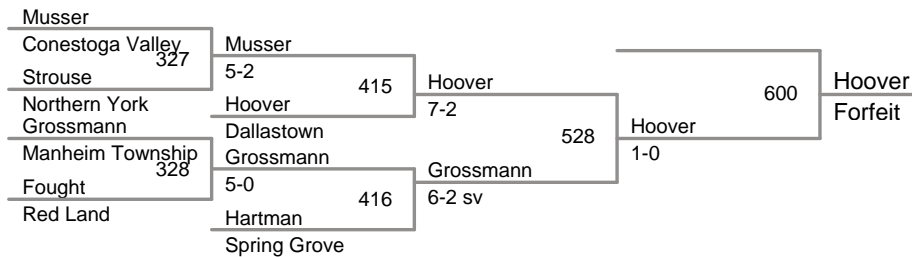 Musser
Conestoga Valley
327
Strouse
Northern York
Grossmann
Manheim Township
328
Fought
Red Land
Musser
5-2
415
Hoover
Dallastown
Grossmann
5-0
416
Hartman
Spring Grove
Hoover
7-2
528
Grossmann
6-2 sv
Hoover
1-0
600
Hoover
Forfeit